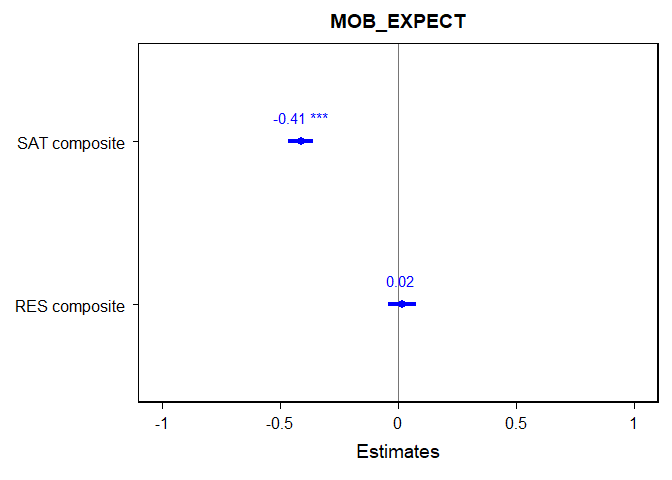 MOB_EXPECT
-0.41 ***
SAT composite
0.02
RES composite
-1 -0.5 0 0.5 1
Estimates